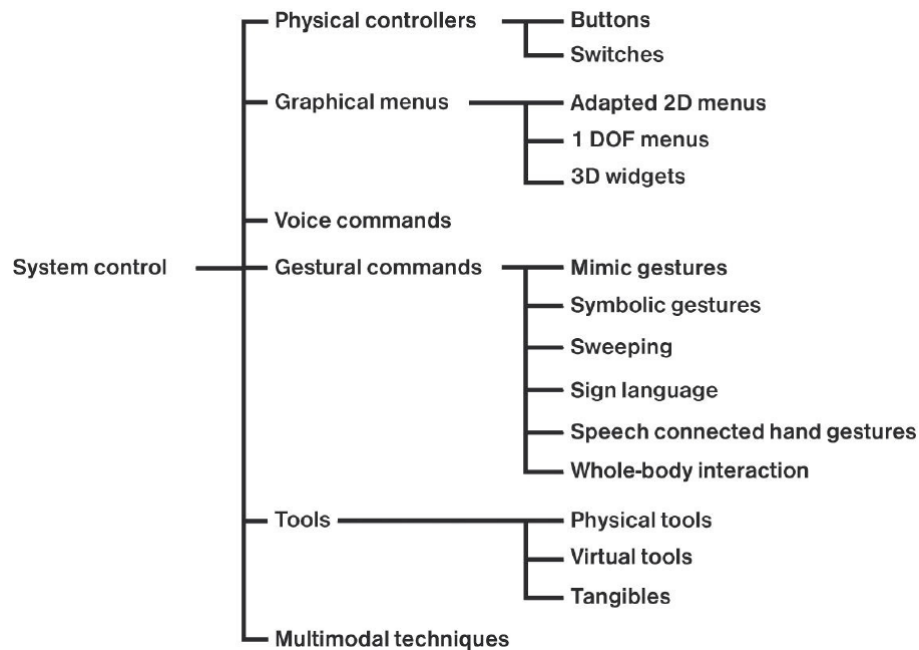 Physical controllers
Buttons
Switches
Graphical menus
Adapted 2D menus
1 DOF menus
3D widgets
Voice commands
System control
Gestural commands
Mimic gestures
Symbolic gestures
Sweeping
Sign language
Speech connected hand gestures
Whole-body interaction
Tools
Physical tools
Virtual tools
Tangibles
Multimodal techniques